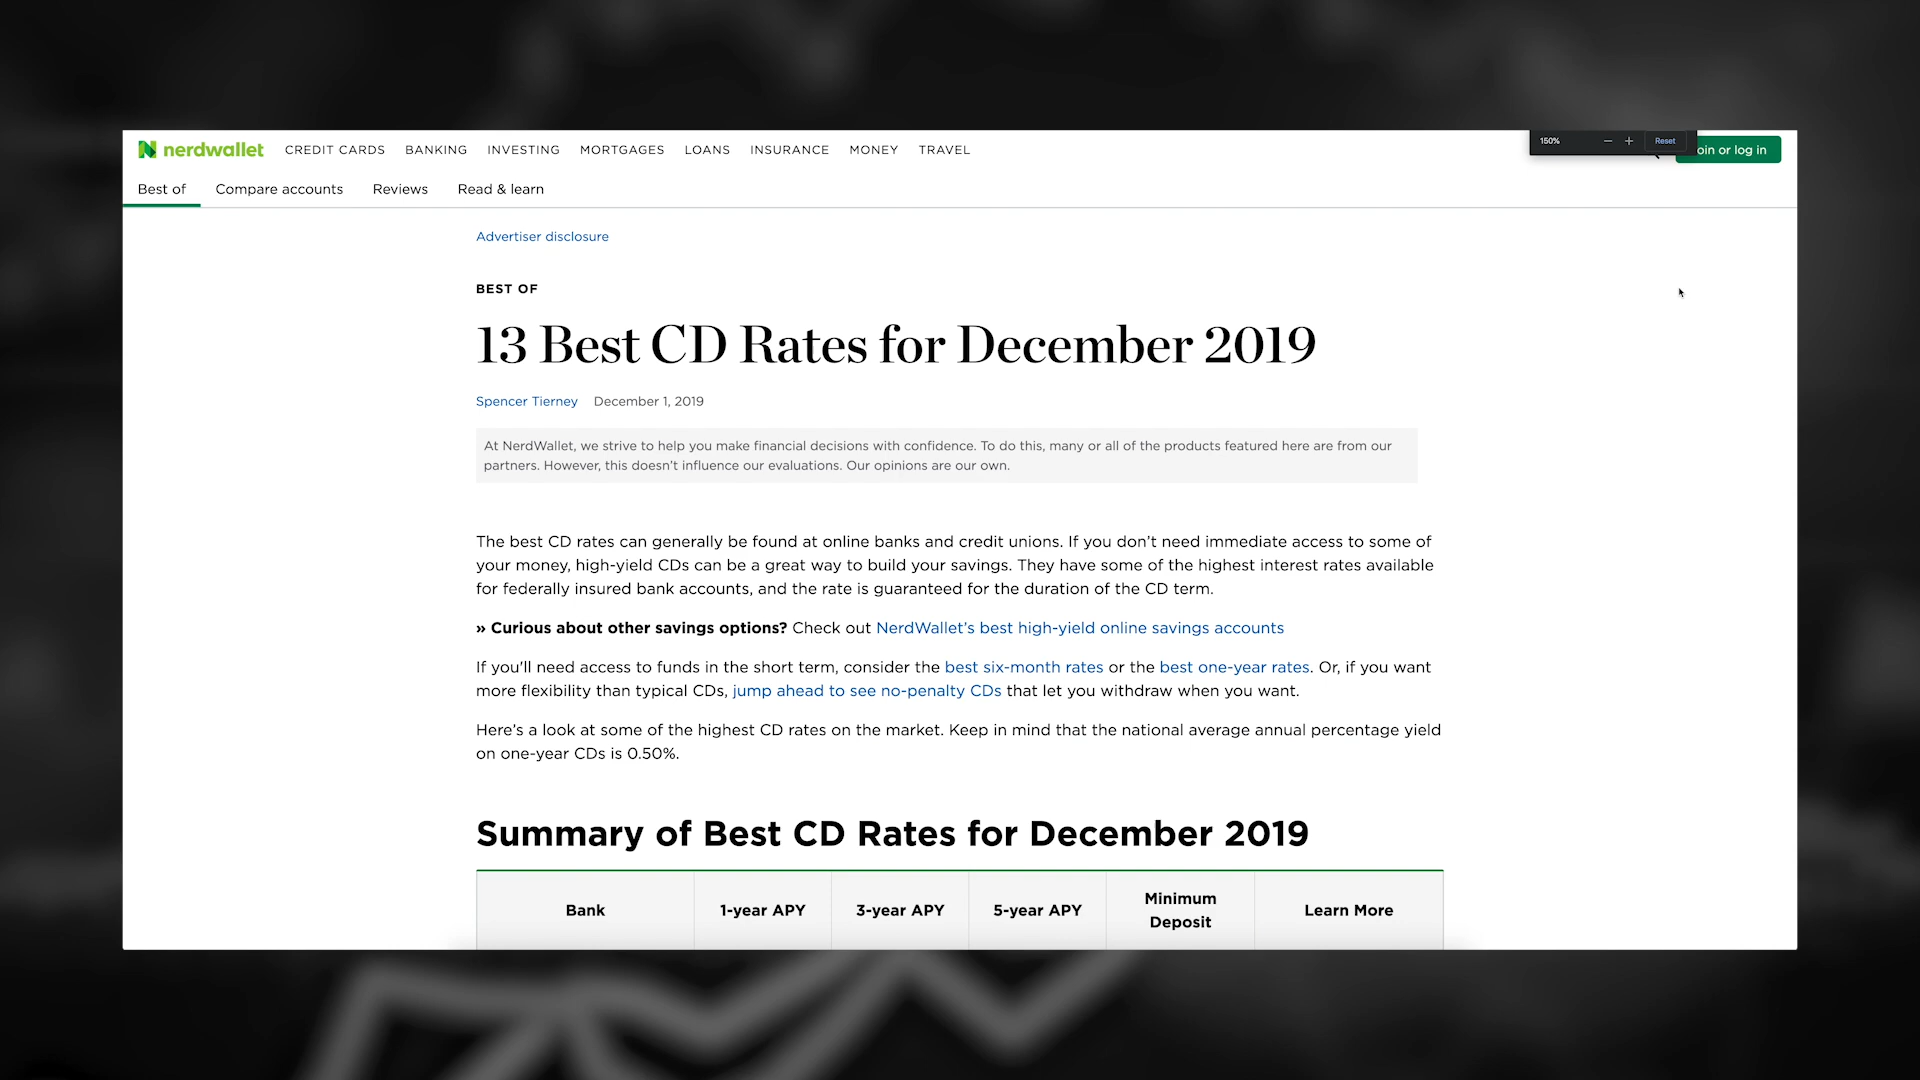 nerdwallet CREDIT CARDS BANKING INVESTING MORTGAGES LOANS INSURANCE MONEY TRAVEL
150% − + Reset
oin or log in
Best of Compare accounts Reviews Read & learn
Advertiser disclosure
BEST OF
13 Best CD Rates for December 2019
Spencer Tierney December 1, 2019
At NerdWallet, we strive to help you make financial decisions with confidence. To do this, many or all of the products featured here are from our
partners. However, this doesn't influence our evaluations. Our opinions are our own.
The best CD rates can generally be found at online banks and credit unions. If you don't need immediate access to some of
your money, high-yield CDs can be a great way to build your savings. They have some of the highest interest rates available
for federally insured bank accounts, and the rate is guaranteed for the duration of the CD term.
» Curious about other savings options? Check out NerdWallet's best high-yield online savings accounts
If you'll need access to funds in the short term, consider the best six-month rates or the best one-year rates. Or, if you want
more flexibility than typical CDs, jump ahead to see no-penalty CDs that let you withdraw when you want.
Here's a look at some of the highest CD rates on the market. Keep in mind that the national average annual percentage yield
on one-year CDs is 0.50%.
Summary of Best CD Rates for December 2019
Bank 1-year APY 3-year APY 5-year APY Minimum Deposit Learn More